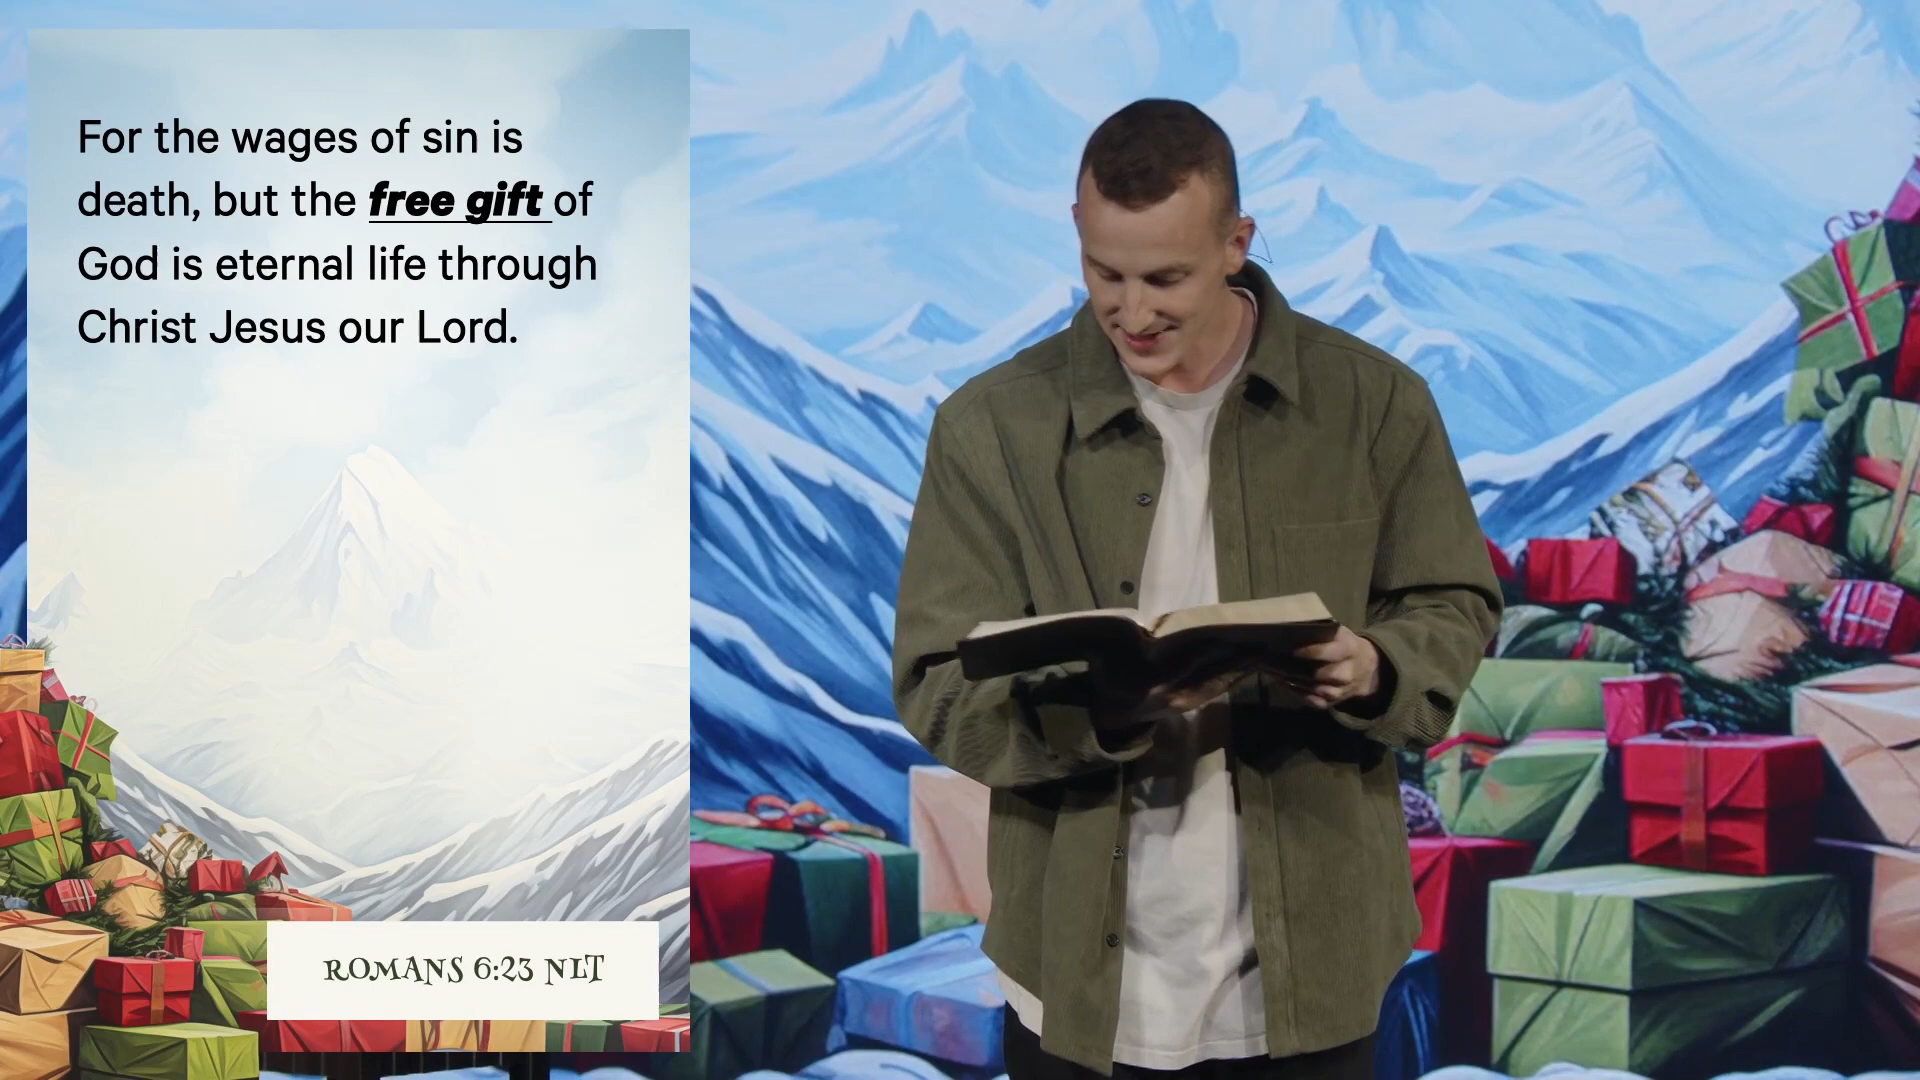 For the wages of sin is
death, but the free gift of
God is eternal life through
Christ Jesus our Lord.
ROMANS 6:23 NLT